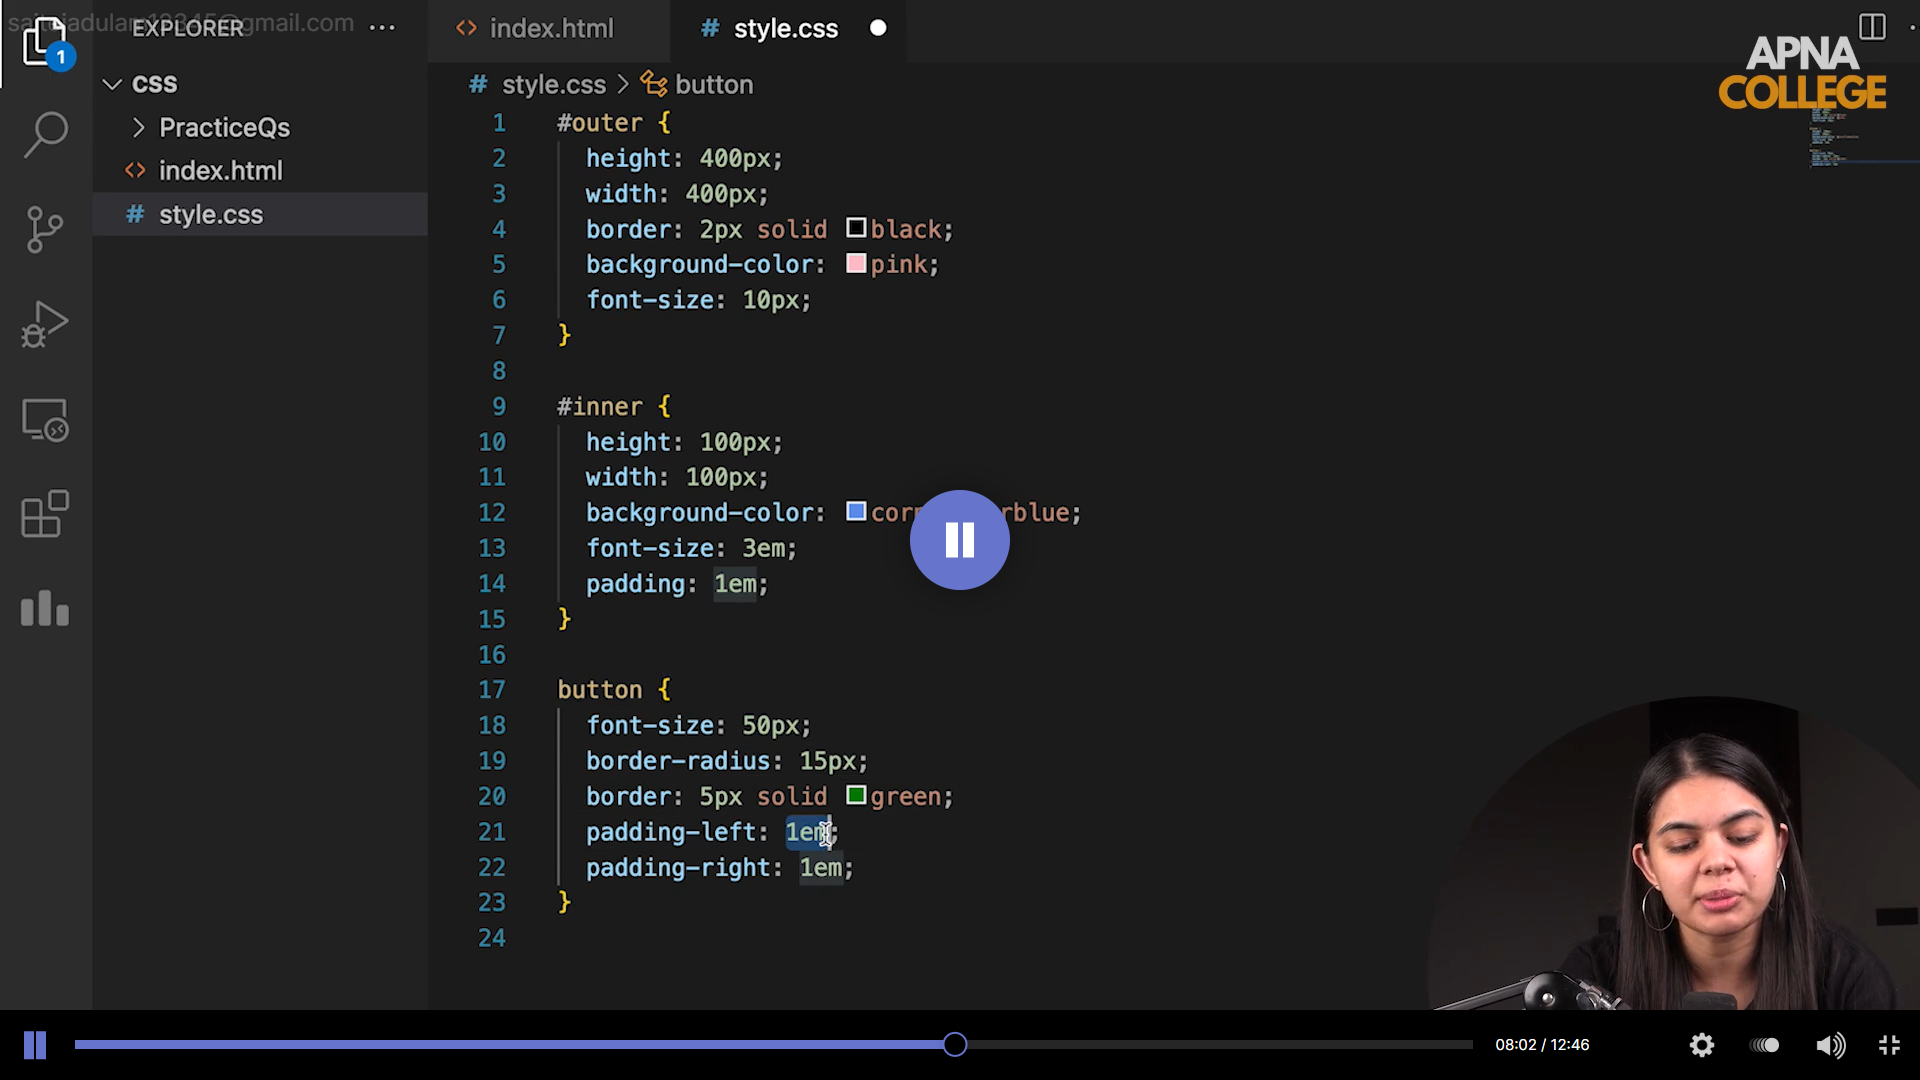 EXPLORER
index.html
style.css
APNA
COLLEGE
1
CSS
PracticeQs
index.html
style.css
style.css > button
1 #outer {
2 height: 400px;
3 width: 400px;
4 border: 2px solid black;
5 background-color: pink;
6 font-size: 10px;
7 }
8
9 #inner {
10 height: 100px;
11 width: 100px;
12 background-color: cor rblue;
13 font-size: 3em;
14 padding: 1em;
15 }
16
17 button {
18 font-size: 50px;
19 border-radius: 15px;
20 border: 5px solid green;
21 padding-left: 1em;
22 padding-right: 1em;
23 }
24
08:02 / 12:46